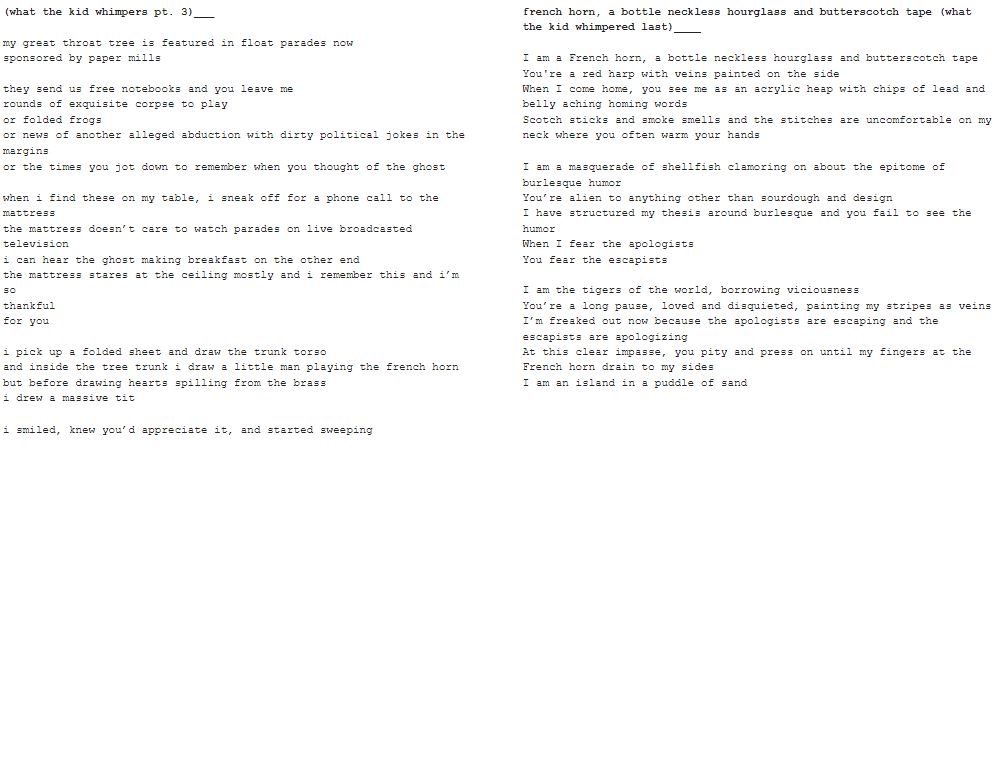 (what the kid whimpers pt. 3)___
my great throat tree is featured in float parades now
sponsored by paper mills
they send us free notebooks and you leave me
rounds of exquisite corpse to play
or folded frogs
or news of another alleged abduction with dirty political jokes in the
margins
or the times you jot down to remember when you thought of the ghost
when i find these on my table, i sneak off for a phone call to the
mattress
the mattress doesn’t care to watch parades on live broadcasted
television
i can hear the ghost making breakfast on the other end
the mattress stares at the ceiling mostly and i remember this and i’m
so
thankful
for you
i pick up a folded sheet and draw the trunk torso
and inside the tree trunk i draw a little man playing the french horn
but before drawing hearts spilling from the brass
i drew a massive tit
i smiled, knew you’d appreciate it, and started sweeping
french horn, a bottle neckless hourglass and butterscotch tape (what
the kid whimpered last)____
I am a French horn, a bottle neckless hourglass and butterscotch tape
You're a red harp with veins painted on the side
When I come home, you see me as an acrylic heap with chips of lead and
belly aching homing words
Scotch sticks and smoke smells and the stitches are uncomfortable on my
neck where you often warm your hands
I am a masquerade of shellfish clamoring on about the epitome of
burlesque humor
You’re alien to anything other than sourdough and design
I have structured my thesis around burlesque and you fail to see the
humor
When I fear the apologists
You fear the escapists
I am the tigers of the world, borrowing viciousness
You’re a long pause, loved and disquieted, painting my stripes as veins
I’m freaked out now because the apologists are escaping and the
escapists are apologizing
At this clear impasse, you pity and press on until my fingers at the
French horn drain to my sides
I am an island in a puddle of sand